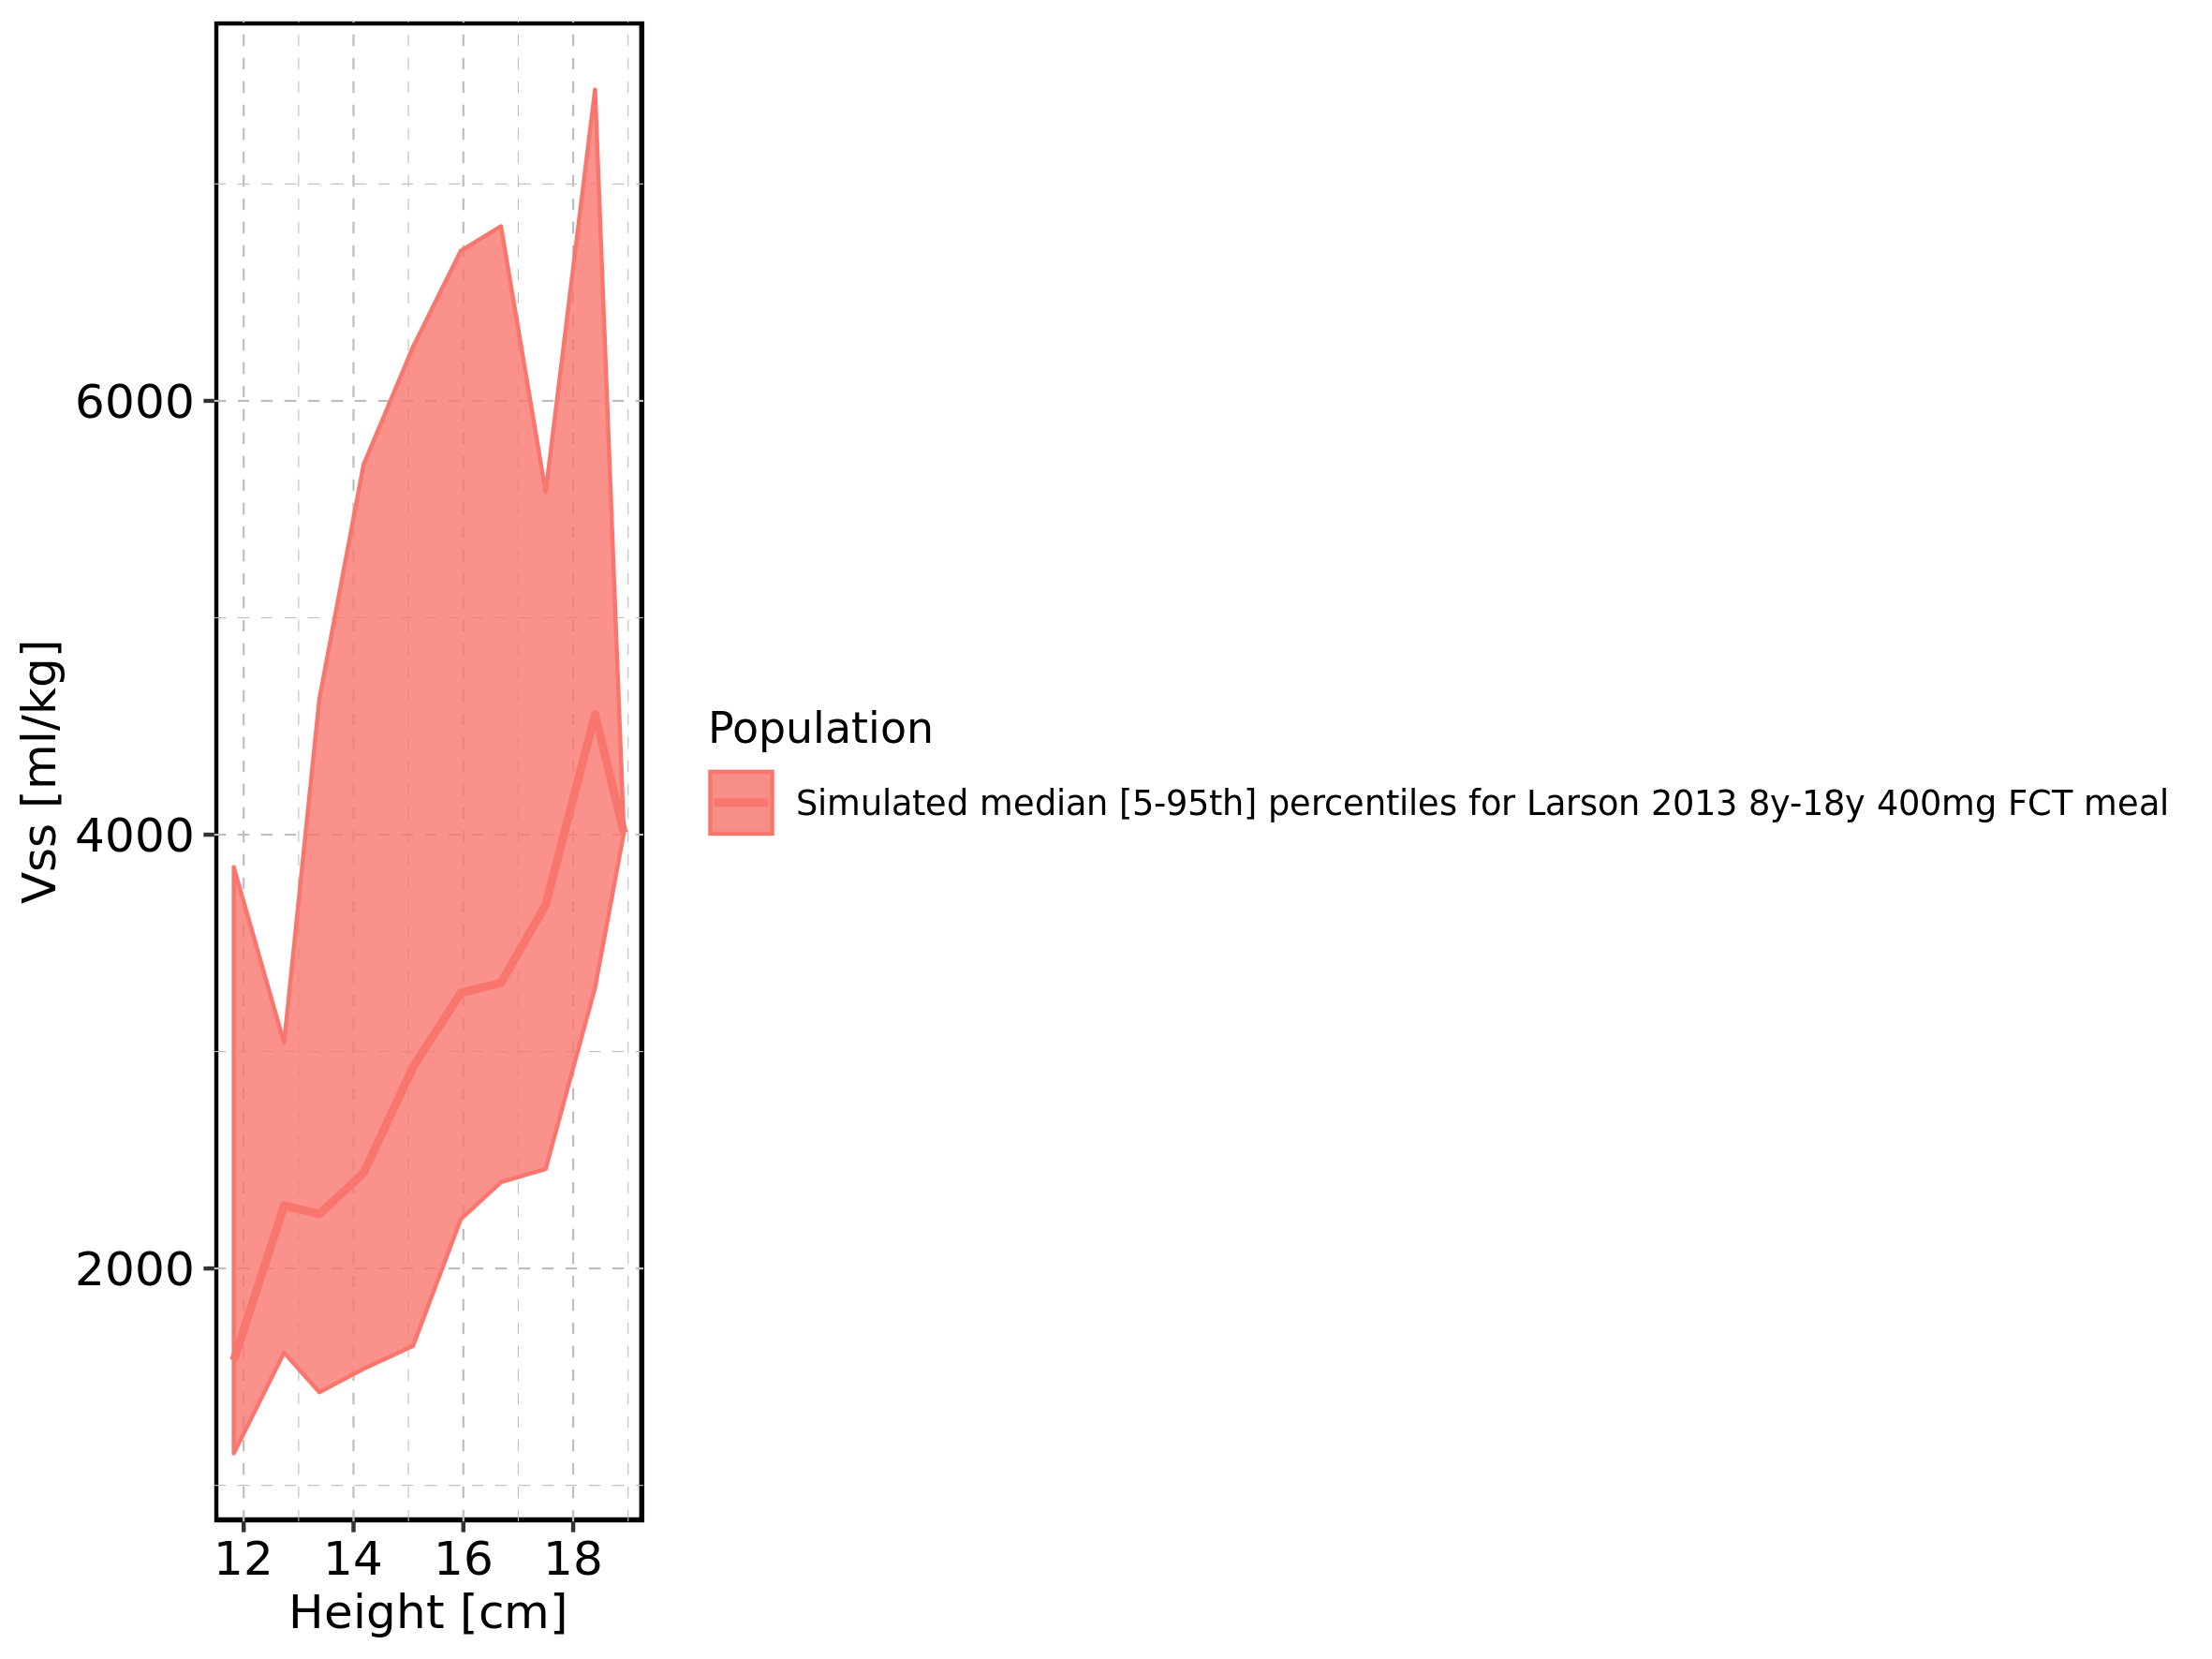 6000
4000
2000
Vss [ml/kg]
12 14 16 18
Height [cm]
Population
Simulated median [5-95th] percentiles for Larson 2013 8y-18y 400mg FCT meal